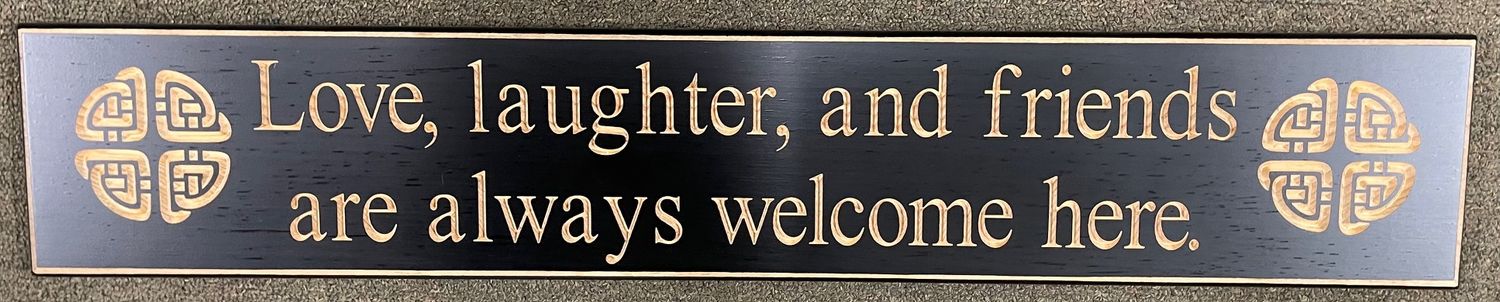 Love, laughter, and friends
are always welcome here.